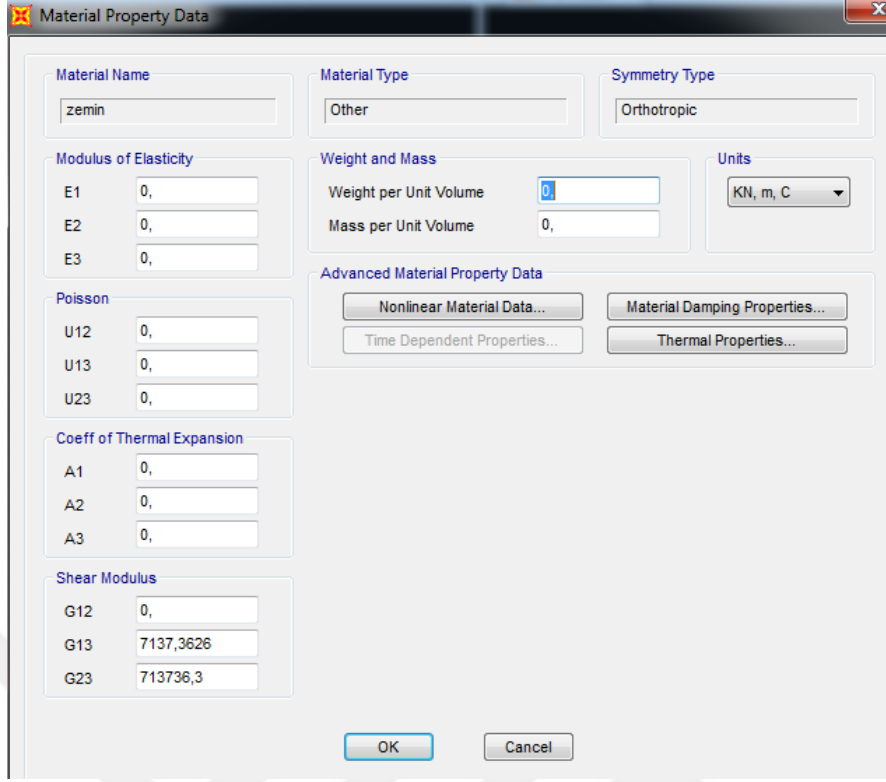 Material Property Data
Material Name
zemin
Material Type
Other
Symmetry Type
Orthotropic
Modulus of Elasticity
E1 0,
E2 0,
E3 0,
Weight and Mass
Weight per Unit Volume 0,
Mass per Unit Volume 0,
Units
KN, m, C
Poisson
U12 0,
U13 0,
U23 0,
Advanced Material Property Data
Nonlinear Material Data... Material Damping Properties...
Time Dependent Properties... Thermal Properties...
Coeff of Thermal Expansion
A1 0,
A2 0,
A3 0,
Shear Modulus
G12 0,
G13 7137,3626
G23 713736,3
OK Cancel